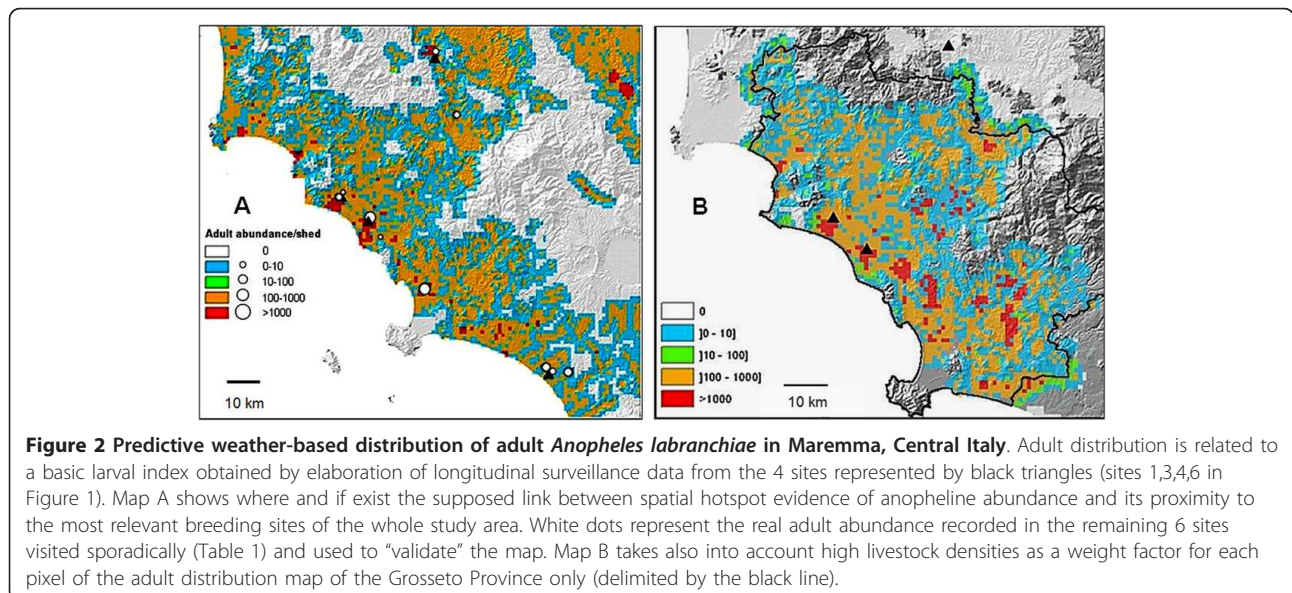 A
Adult abundance/shed
0
0-10
10-100
100-1000
>1000
10 km
B
0
]0 - 10]
]10 - 100]
]100 - 1000]
>1000
10 km
Figure 2 Predictive weather-based distribution of adult Anopheles labranchiae in Maremma, Central Italy. Adult distribution is related to
a basic larval index obtained by elaboration of longitudinal surveillance data from the 4 sites represented by black triangles (sites 1,3,4,6 in
Figure 1). Map A shows where and if exist the supposed link between spatial hotspot evidence of anopheline abundance and its proximity to
the most relevant breeding sites of the whole study area. White dots represent the real adult abundance recorded in the remaining 6 sites
visited sporadically (Table 1) and used to “validate” the map. Map B takes also into account high livestock densities as a weight factor for each
pixel of the adult distribution map of the Grosseto Province only (delimited by the black line).